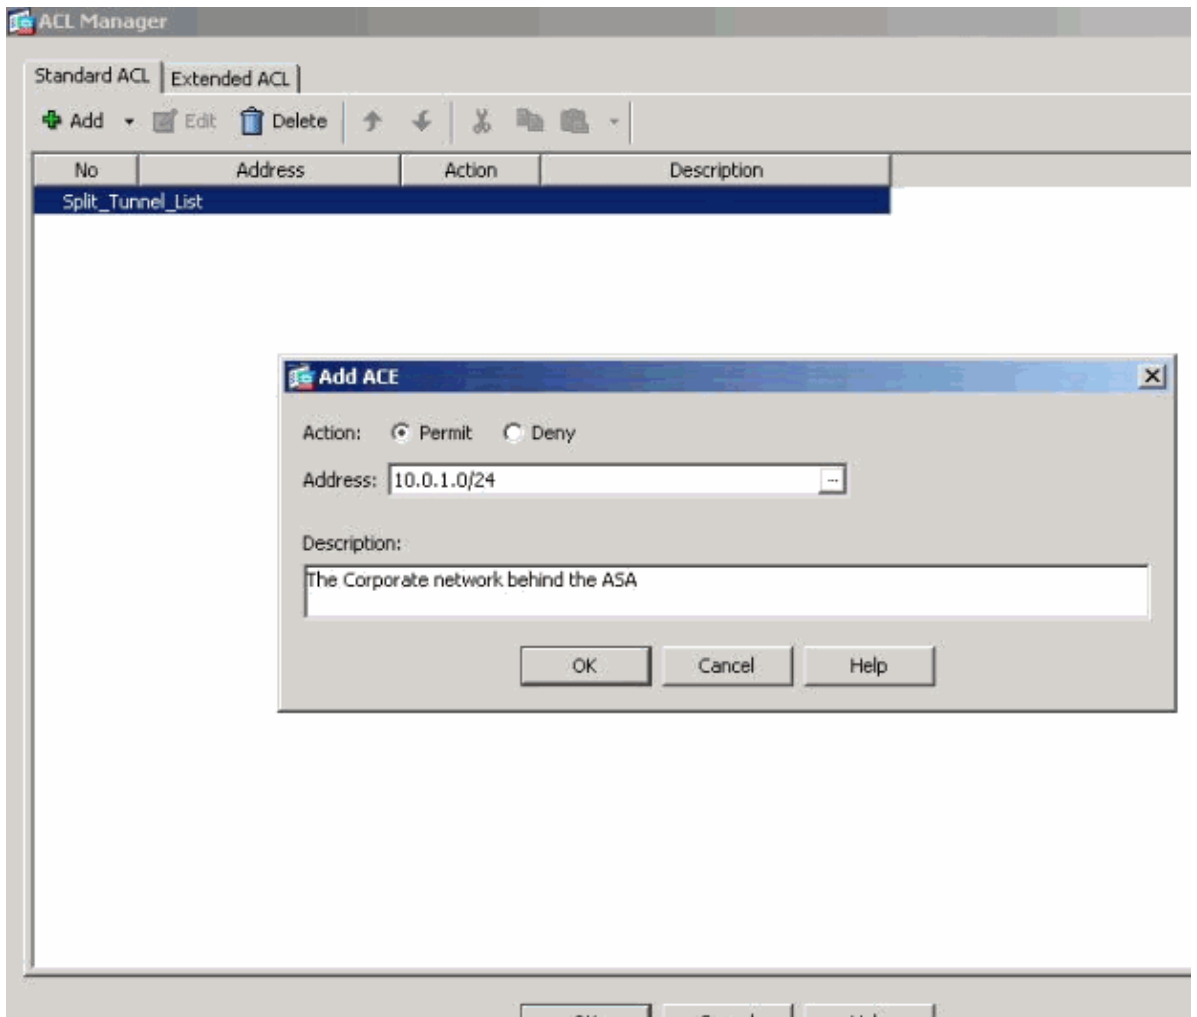 ACL Manager
Standard ACL
Extended ACL
Add
Edit
Delete
No
Address
Action
Description
Split_Tunnel_List
Add ACE
Action:
Permit
Deny
Address:
10.0.1.0/24
Description:
The Corporate network behind the ASA
OK
Cancel
Help